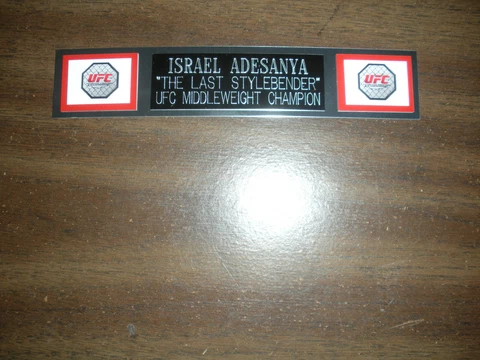 UFC
ISRAEL ADESANYA
"THE LAST STYLEBENDER"
UFC MIDDLEWEIGHT CHAMPION
UFC